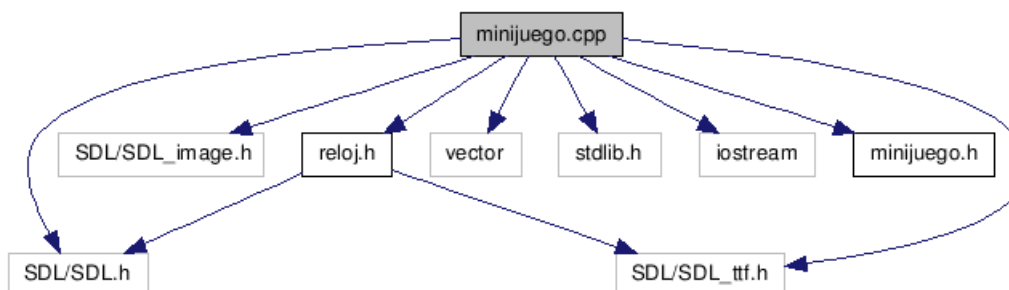 minijuego.cpp
SDL/SDL_image.h
reloj.h
vector
stdlib.h
iostream
minijuego.h
SDL/SDL.h
SDL/SDL_ttf.h